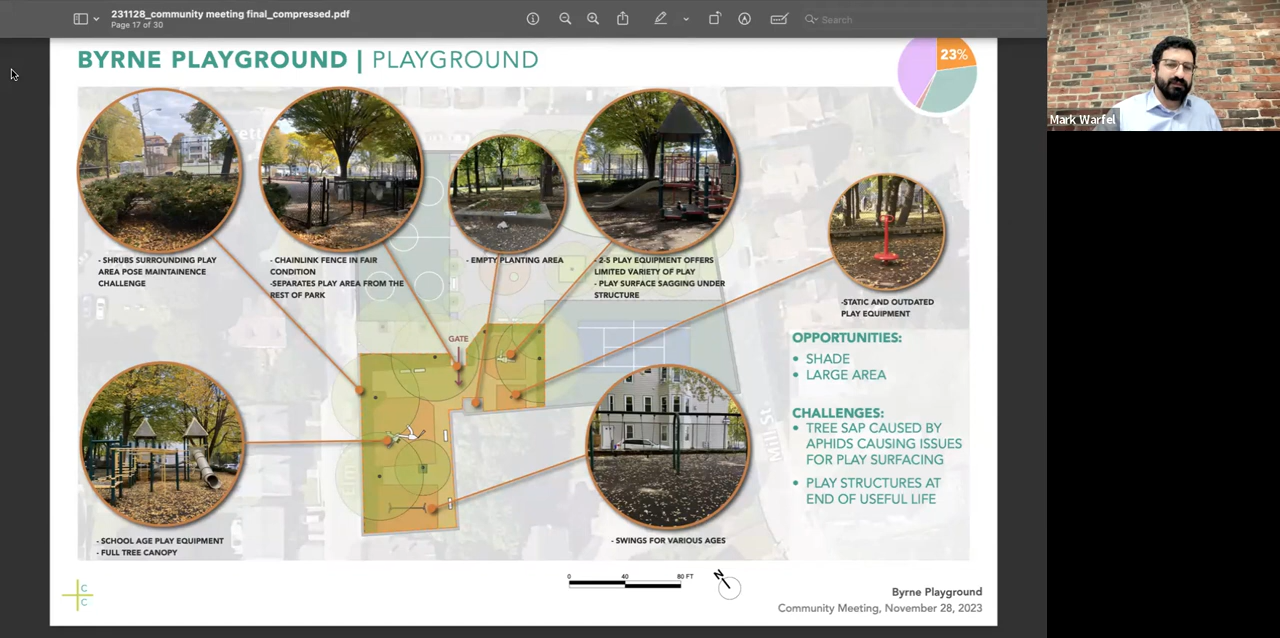 231128_community meeting final_compressed.pdf
Page 17 of 30
Search
BYRNE PLAYGROUND | PLAYGROUND
23%
Mark Warfel
- SHRUBS SURROUNDING PLAY
AREA POSE MAINTAINENCE
CHALLENGE
- CHAINLINK FENCE IN FAIR
CONDITION
-SEPARATES PLAY AREA FROM THE
REST OF PARK
- EMPTY PLANTING AREA
- 2-5 PLAY EQUIPMENT OFFERS
LIMITED VARIETY OF PLAY
- PLAY SURFACE SAGGING UNDER
STRUCTURE
-STATIC AND OUTDATED
PLAY EQUIPMENT
GATE
Mill St
OPPORTUNITIES:
• SHADE
• LARGE AREA
CHALLENGES:
• TREE SAP CAUSED BY
APHIDS CAUSING ISSUES
FOR PLAY SURFACING
• PLAY STRUCTURES AT
END OF USEFUL LIFE
- SCHOOL AGE PLAY EQUIPMENT
- FULL TREE CANOPY
- SWINGS FOR VARIOUS AGES
0 40 80 FT
N
C
C
Byrne Playground
Community Meeting, November 28, 2023